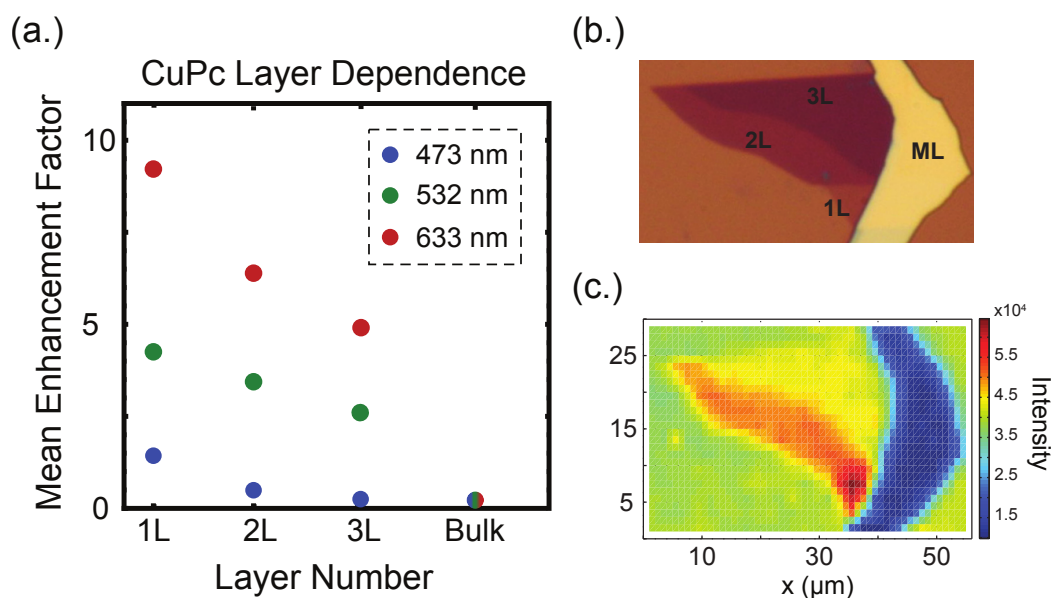 (a.)
CuPc Layer Dependence
Mean Enhancement Factor
10
5
0
473 nm
532 nm
633 nm
1L
2L
3L
Bulk
Layer Number
(b.)
3L
2L
ML
1L
(c.)
25
15
5
10
30
50
x (μm)
x10⁴
5.5
4.5
3.5
2.5
1.5
Intensity